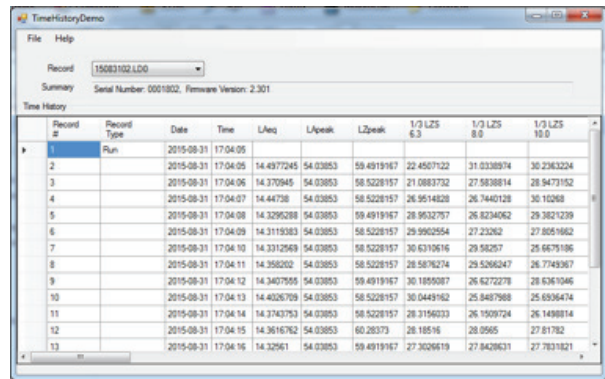 TimeHistoryDemo
File Help
Record 15083102.LD0
Summary Serial Number: 0001802, Firmware Version: 2.301
Time History
Record # Record Type Date Time LAeq LApeak LZpeak 1/3 LZS 6.3 1/3 LZS 8.0 1/3 LZS 10.0
1 Run 2015-08-31 17:04:05
2 2015-08-31 17:04:05 14.4977245 54.03853 59.4919167 22.4507122 31.0338974 30.2363224
3 2015-08-31 17:04:06 14.370945 54.03853 58.5228157 21.0883732 27.5838814 28.9473152
4 2015-08-31 17:04:07 14.44738 54.03853 58.5228157 26.9514828 26.7440128 30.10268
5 2015-08-31 17:04:08 14.3295288 54.03853 59.4919167 28.9532757 26.8234062 29.3821239
6 2015-08-31 17:04:09 14.3119383 54.03853 58.5228157 29.9902554 27.23262 27.8051662
7 2015-08-31 17:04:10 14.3312569 54.03853 58.5228157 30.6310616 29.58257 25.6675186
8 2015-08-31 17:04:11 14.358202 54.03853 58.5228157 28.5876274 29.5266247 26.7749367
9 2015-08-31 17:04:12 14.3407555 54.03853 59.4919167 30.1855087 26.6272278 28.6361046
10 2015-08-31 17:04:13 14.4026709 54.03853 58.5228157 30.0449162 25.8487988 25.6936474
11 2015-08-31 17:04:14 14.3743753 54.03853 58.5228157 28.3156033 26.1509724 26.1498814
12 2015-08-31 17:04:15 14.3616762 54.03853 60.28373 28.18516 28.0565 27.81782
13 2015-08-31 17:04:16 14.32561 54.03853 59.4919167 27.3026619 27.8428631 27.7831821